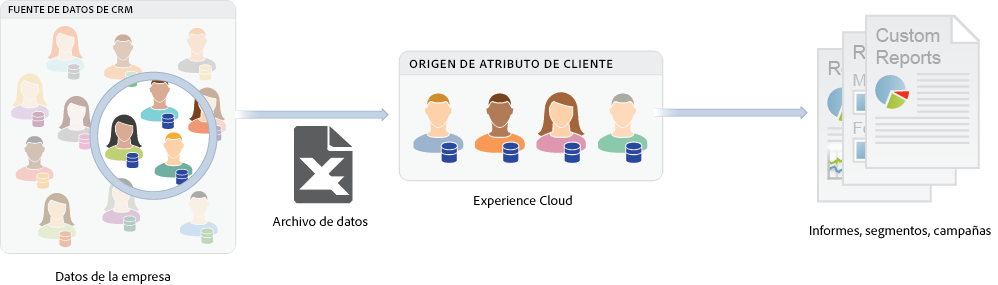 FUENTE DE DATOS DE CRM
ORIGEN DE ATRIBUTO DE CLIENTE
Custom
Reports
R
R
M
Fe
Archivo de datos
Experience Cloud
Informes, segmentos, campañas
Datos de la empresa